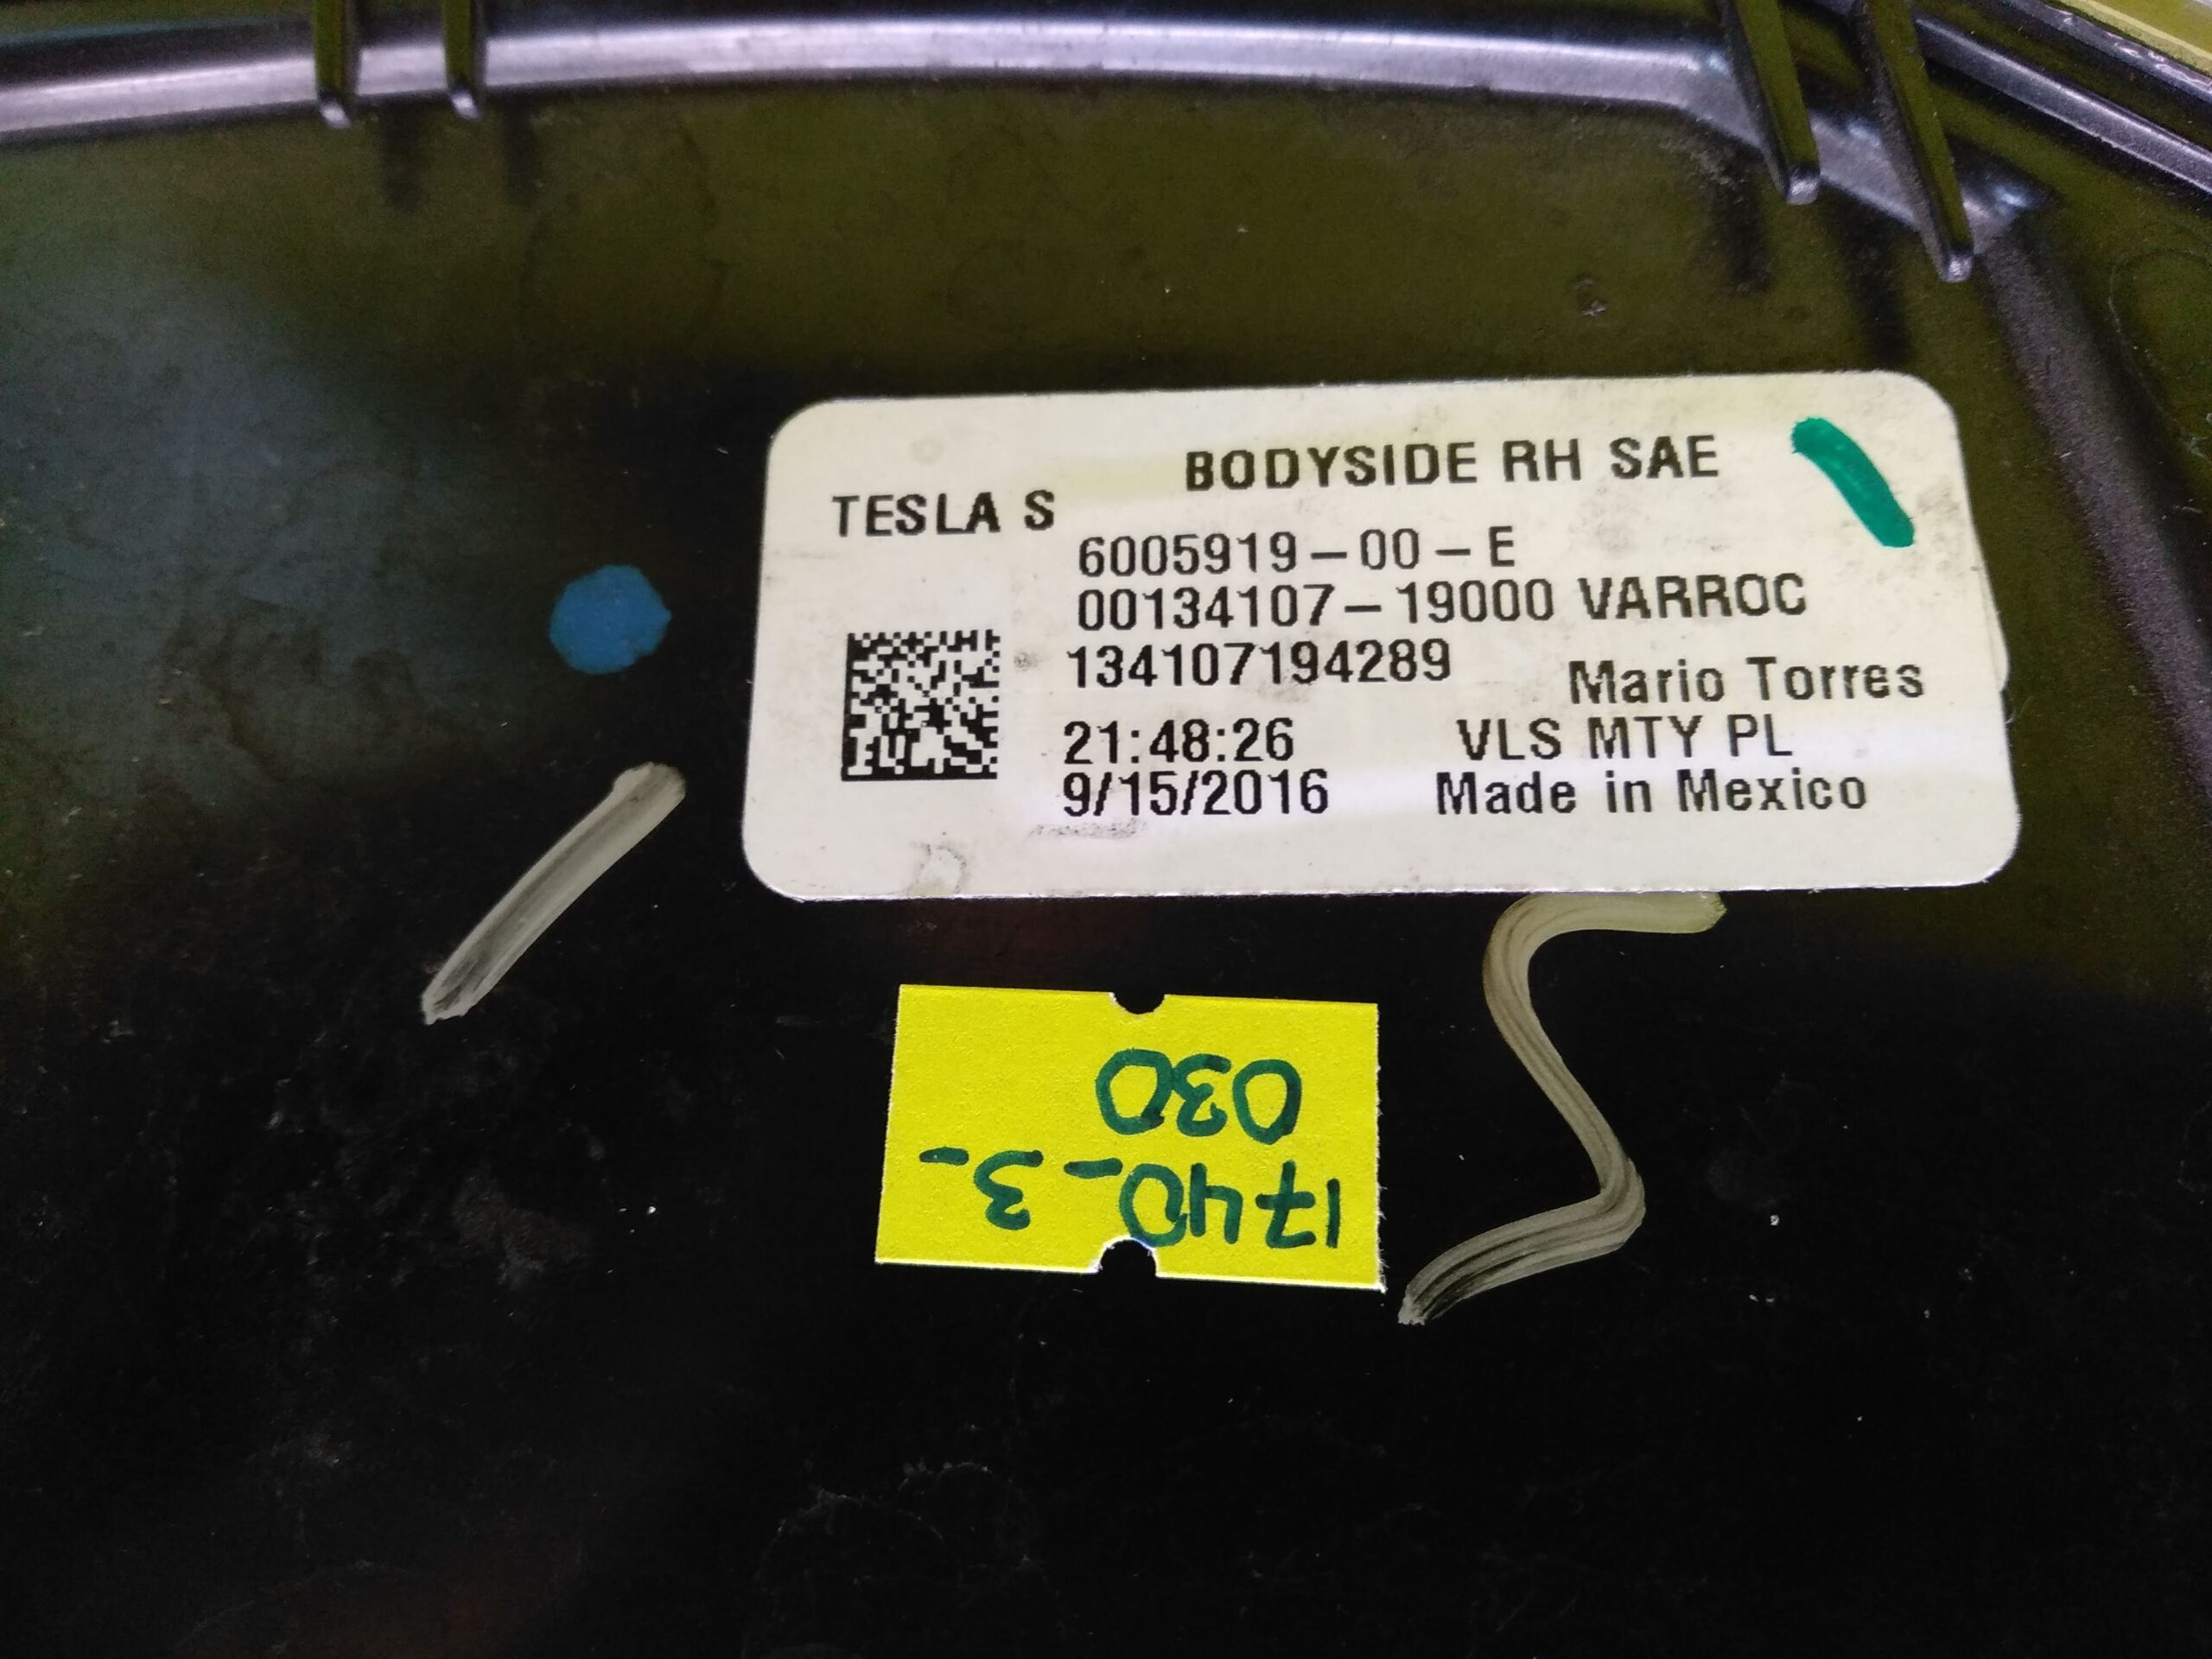 BODYSIDE RH SAE
TESLA S
6005919-00-E
00134107-19000 VARROC
134107194289
Mario Torres
21:48:26 VLS MTY PL
9/15/2016 Made in Mexico
1740-3-
030